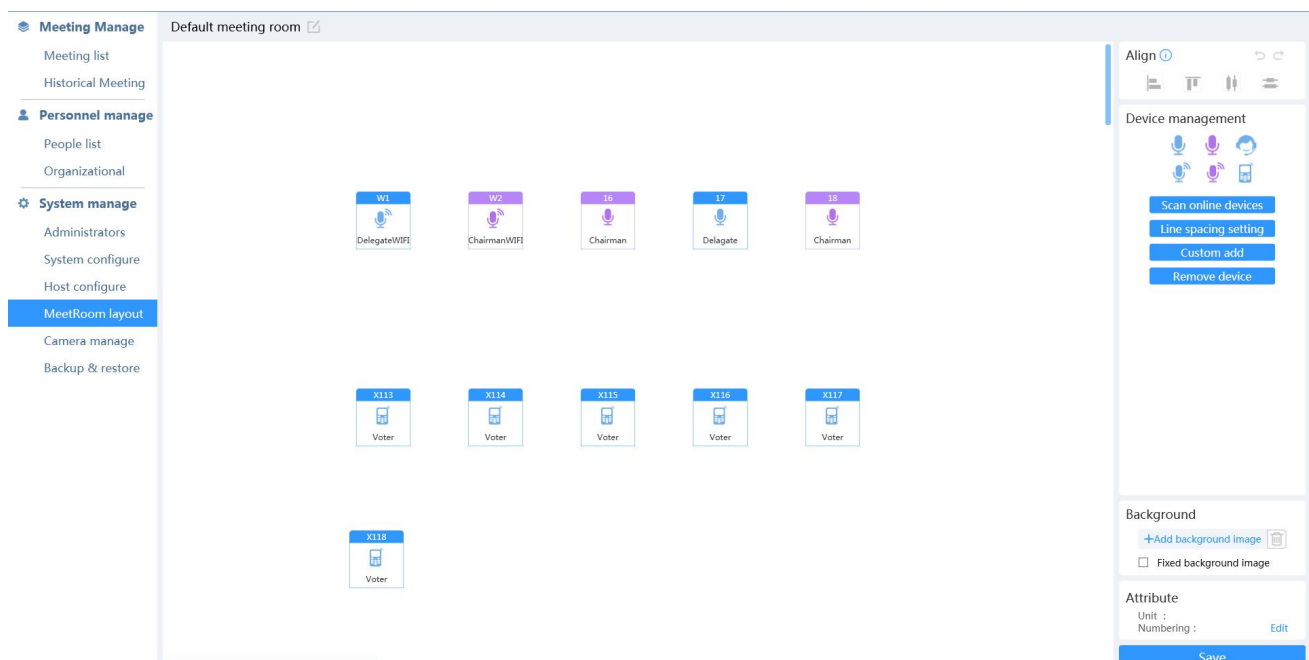 Meeting Manage
Meeting list
Historical Meeting
Personnel manage
People list
Organizational
System manage
Administrators
System configure
Host configure
MeetRoom layout
Camera manage
Backup & restore
Default meeting room
W1
DelegateWIFI
W2
ChairmanWIFI
16
Chairman
17
Delagate
18
Chairman
X113
Voter
X114
Voter
X115
Voter
X116
Voter
X117
Voter
X118
Voter
Align
Device management
Scan online devices
Line spacing setting
Custom add
Remove device
Background
+Add background image
Fixed background image
Attribute
Unit :
Numbering : Edit
Save